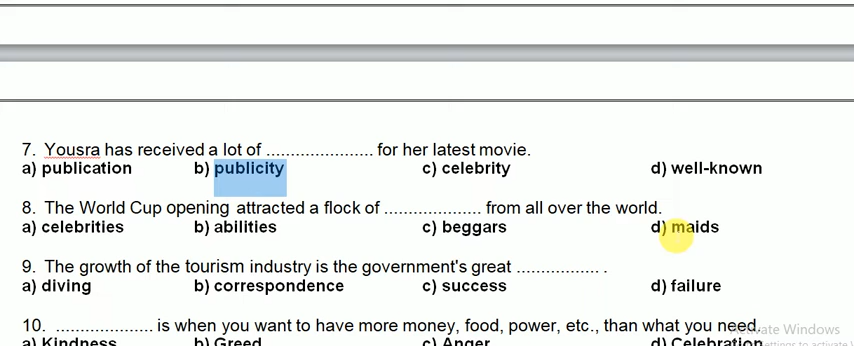 7. Yousra has received a lot of ..................... for her latest movie.
a) publication b) publicity c) celebrity d) well-known
8. The World Cup opening attracted a flock of ................... from all over the world.
a) celebrities b) abilities c) beggars d) maids
9. The growth of the tourism industry is the government's great ................. .
a) diving b) correspondence c) success d) failure
10. ................... is when you want to have more money, food, power, etc., than what you need.
a) Kindness b) Greed c) Anger d) Celebration
Activate Windows